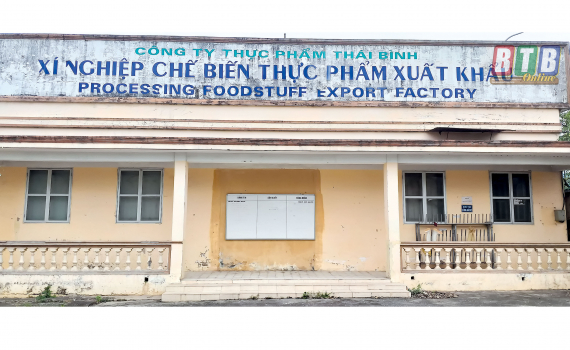 CÔNG TY THỰC PHẨM THÁI BÌNH
XÍ NGHIỆP CHẾ BIẾN THỰC PHẨM XUẤT KHẨU
PROCESSING FOODSTUFF EXPORT FACTORY
RTB
Online